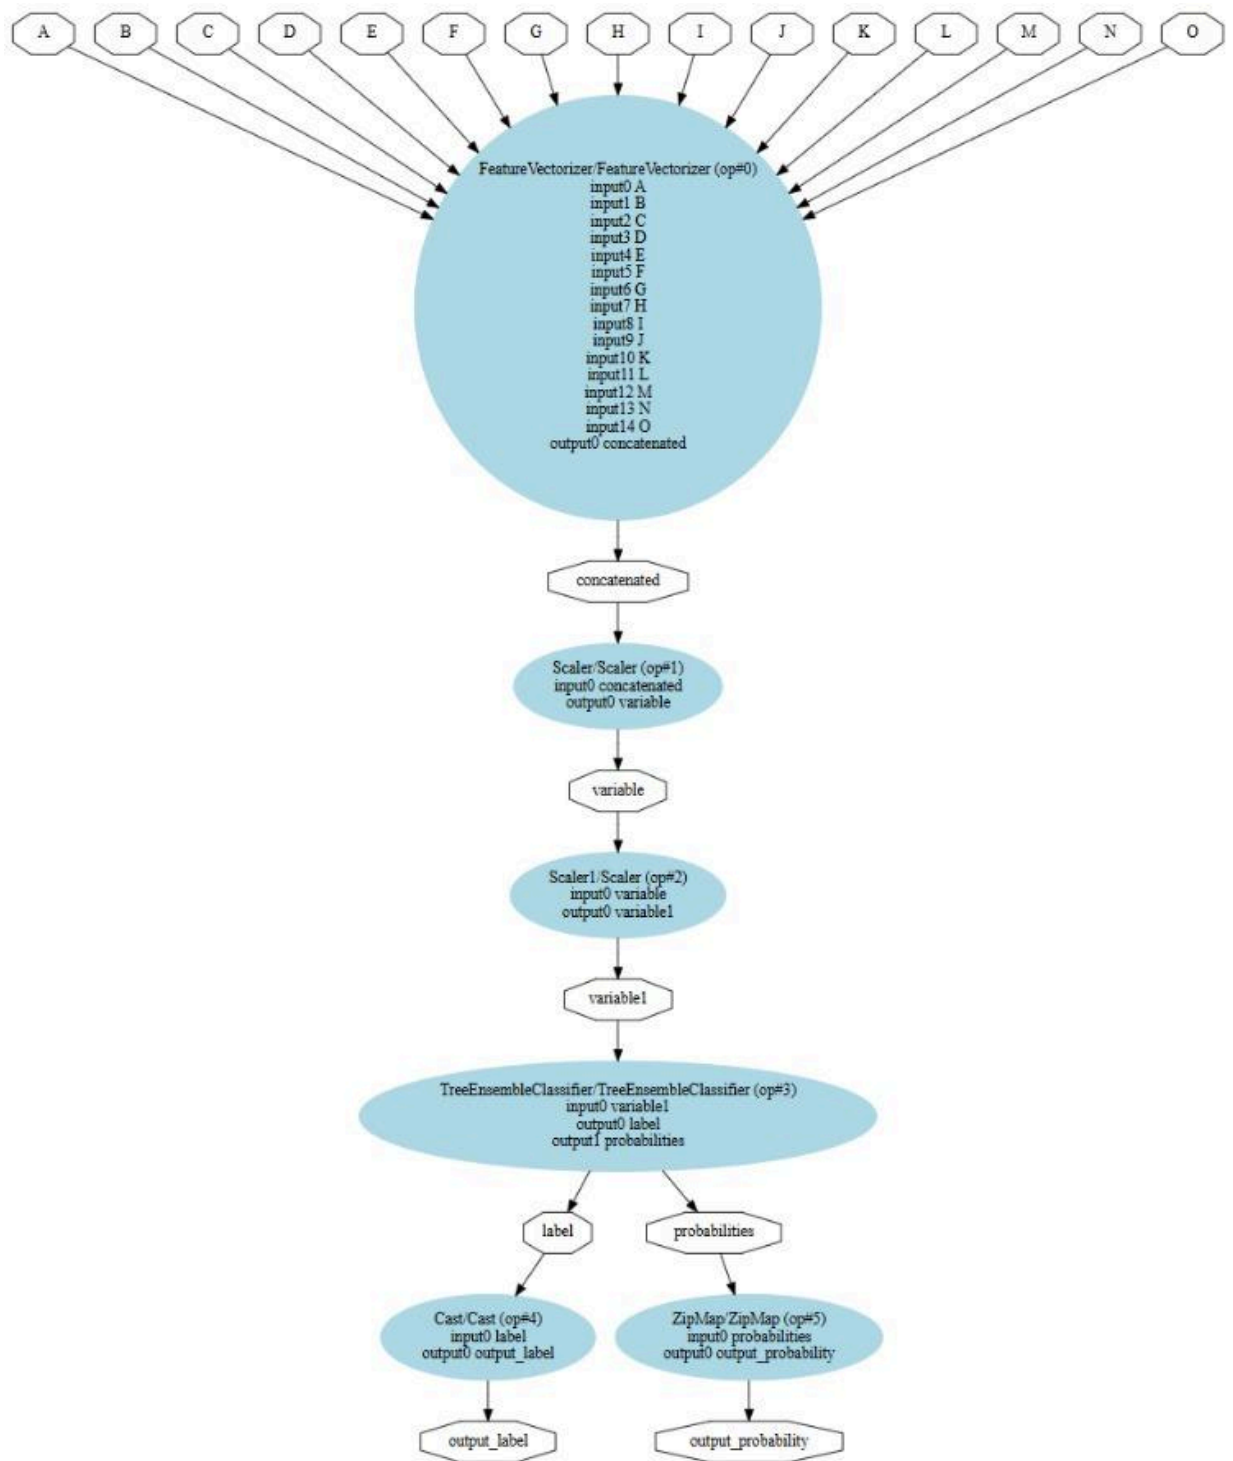 A B C D E F G H I J K L M N O
FeatureVectorizer/FeatureVectorizer (op#0)
input0 A
input1 B
input2 C
input3 D
input4 E
input5 F
input6 G
input7 H
input8 I
input9 J
input10 K
input11 L
input12 M
input13 N
input14 O
output0 concatenated
concatenated
Scaler/Scaler (op#1)
input0 concatenated
output0 variable
variable
Scaler1/Scaler (op#2)
input0 variable
output0 variable1
variable1
TreeEnsembleClassifier/TreeEnsembleClassifier (op#3)
input0 variable1
output0 label
output1 probabilities
label
probabilities
Cast/Cast (op#4)
input0 label
output0 output_label
ZipMap/ZipMap (op#5)
input0 probabilities
output0 output_probability
output_label
output_probability